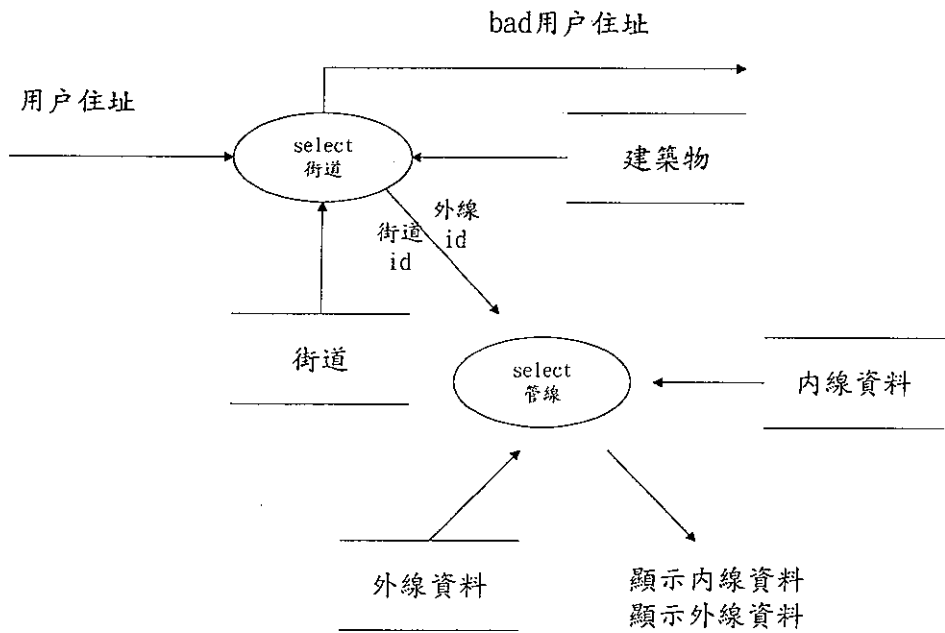 bad用户住址
用户住址
select
街道
建築物
外線
id
街道
id
街道
select
管線
内線資料
外線資料
顯示内線資料
顯示外線資料